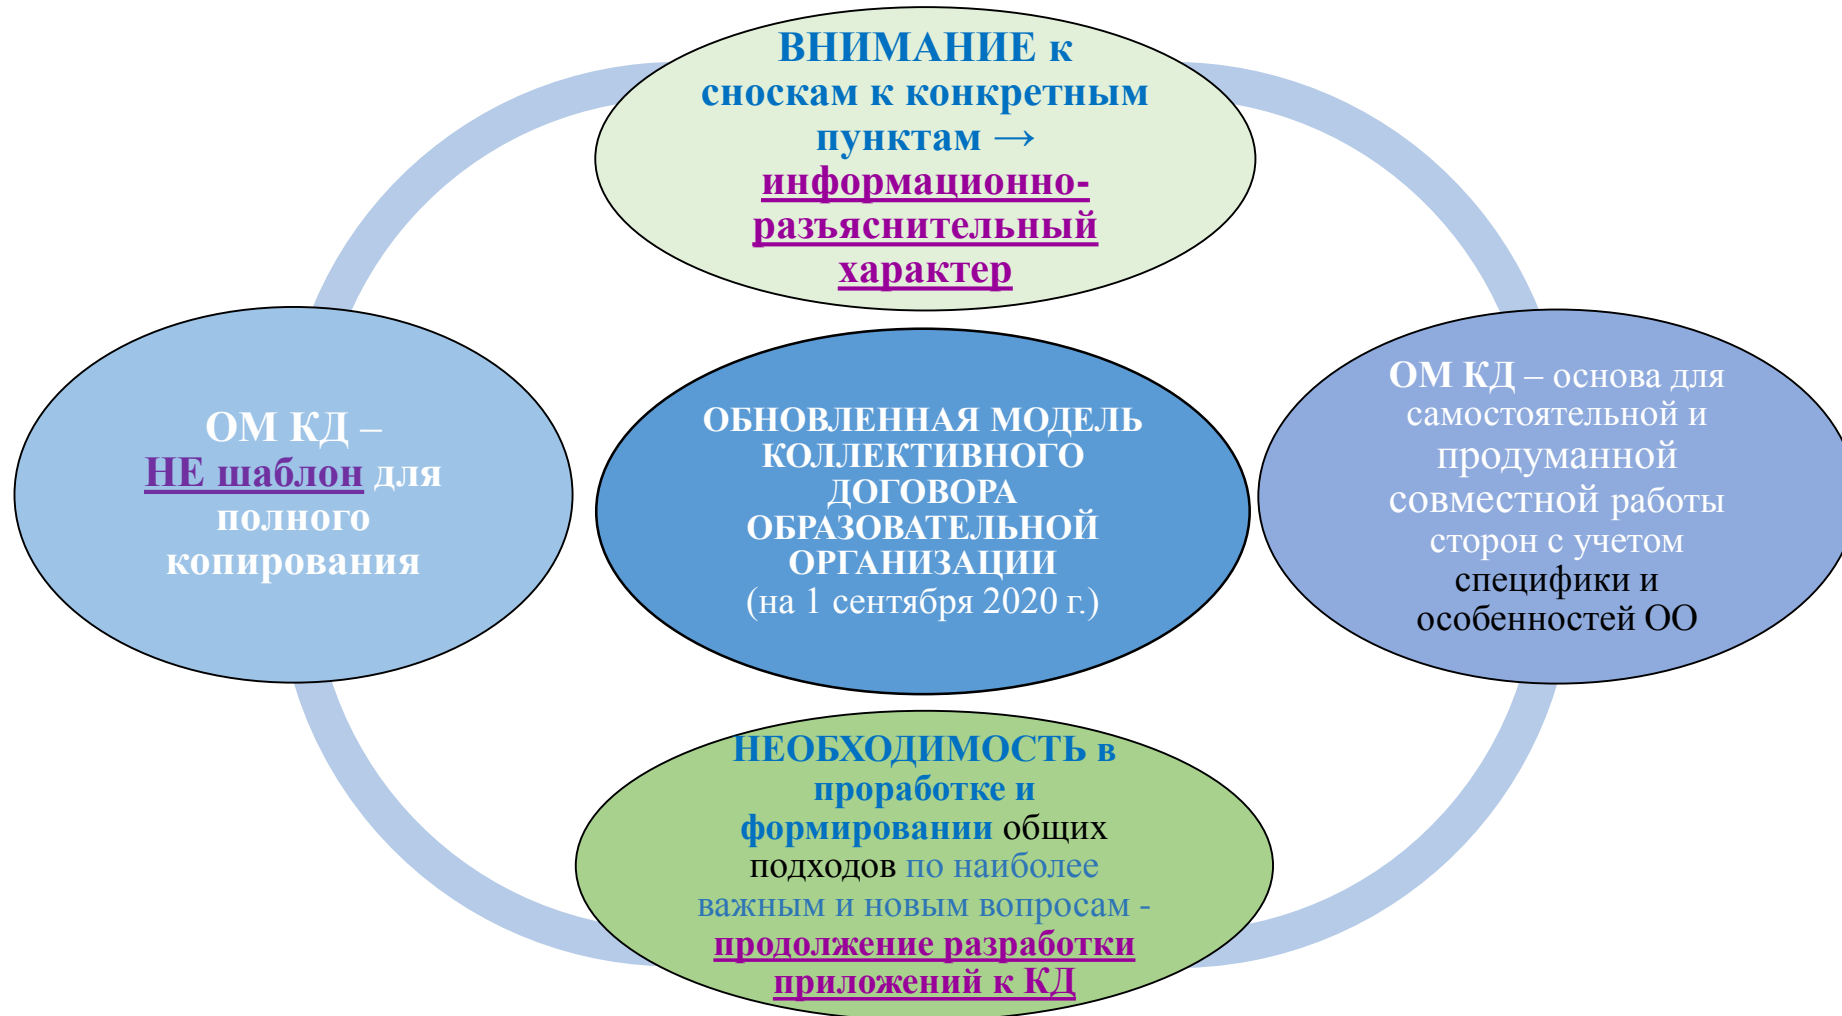 ВНИМАНИЕ к
сноскам к конкретным
пунктам →
информационно-
разъяснительный
характер
ОМ КД –
НЕ шаблон для
полного
копирования
ОБНОВЛЕННАЯ МОДЕЛЬ
КОЛЛЕКТИВНОГО
ДОГОВОРА
ОБРАЗОВАТЕЛЬНОЙ
ОРГАНИЗАЦИИ
(на 1 сентября 2020 г.)
ОМ КД – основа для
самостоятельной и
продуманной
совместной работы
сторон с учетом
специфики и
особенностей ОО
НЕОБХОДИМОСТЬ в
проработке и
формировании общих
подходов по наиболее
важным и новым вопросам -
продолжение разработки
приложений к КД